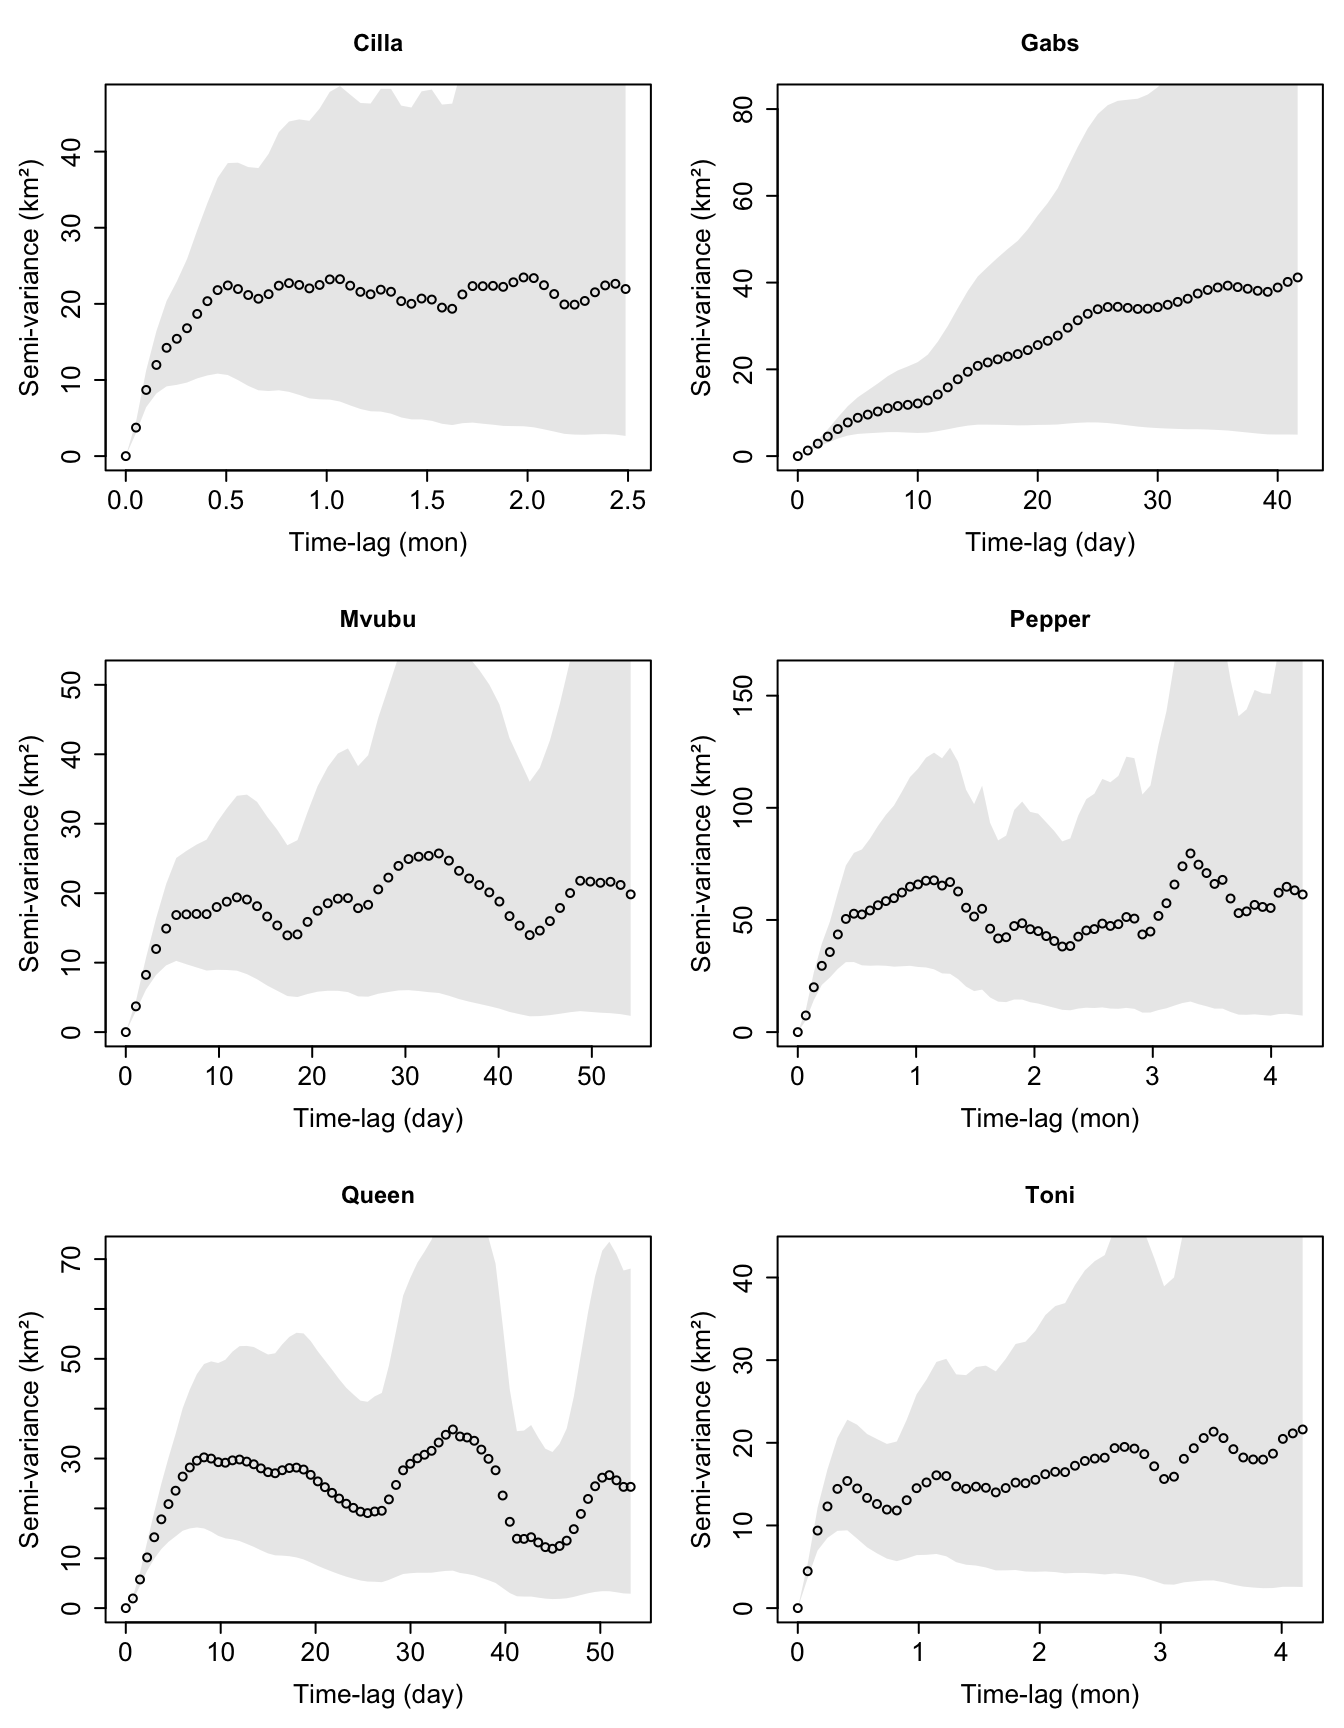 Cilla
Semi-variance (km²)
0 10 20 30 40
0.0 0.5 1.0 1.5 2.0 2.5
Time-lag (mon)
Gabs
Semi-variance (km²)
0 20 40 60 80
0 10 20 30 40
Time-lag (day)
Mvubu
Semi-variance (km²)
0 10 20 30 40 50
0 10 20 30 40 50
Time-lag (day)
Pepper
Semi-variance (km²)
0 50 100 150
0 1 2 3 4
Time-lag (mon)
Queen
Semi-variance (km²)
0 10 30 50 70
0 10 20 30 40 50
Time-lag (day)
Toni
Semi-variance (km²)
0 10 20 30 40
0 1 2 3 4
Time-lag (mon)